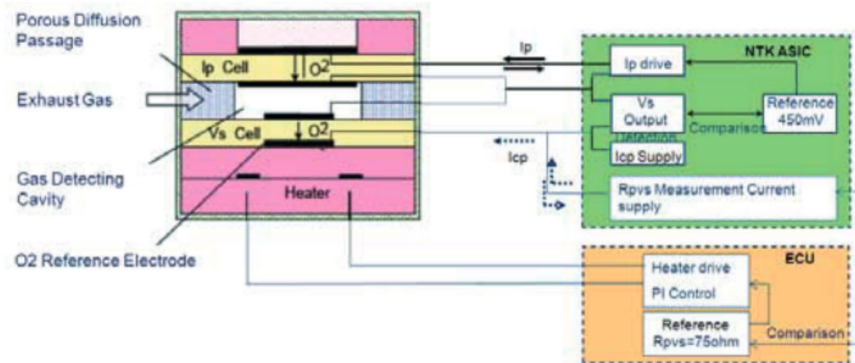 Porous Diffusion
Passage
Exhaust Gas
Gas Detecting
Cavity
O2 Reference Electrode
Ip Cell
O2
Vs Cell
O2
Heater
Ip
Icp
NTK ASIC
Ip drive
Vs
Output
Detection
Comparison
Reference
450mV
Icp Supply
Rpvs Measurement Current
supply
ECU
Heater drive
PI Control
Reference
Rpvs=75ohm
Comparison